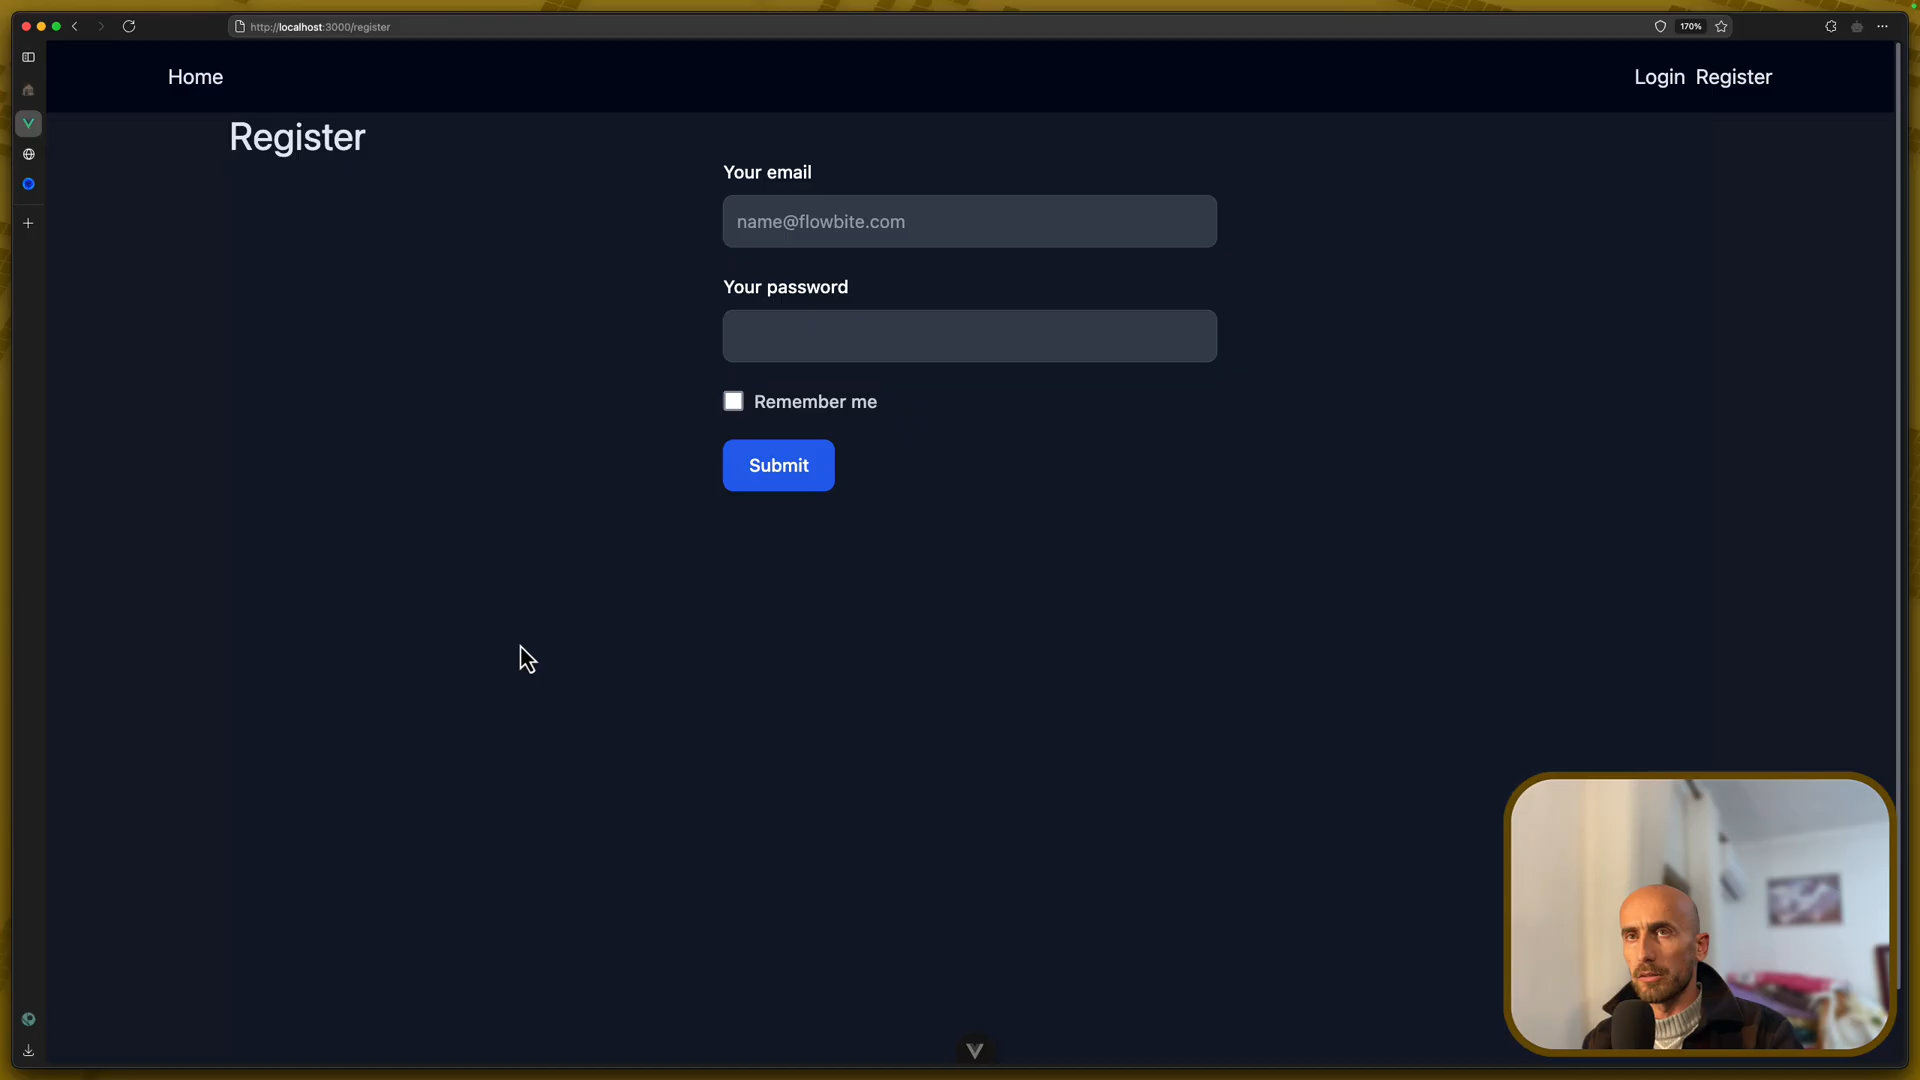 http://localhost:3000/register
170%
Home
Login Register
Register
Your email
name@flowbite.com
Your password
Remember me
Submit